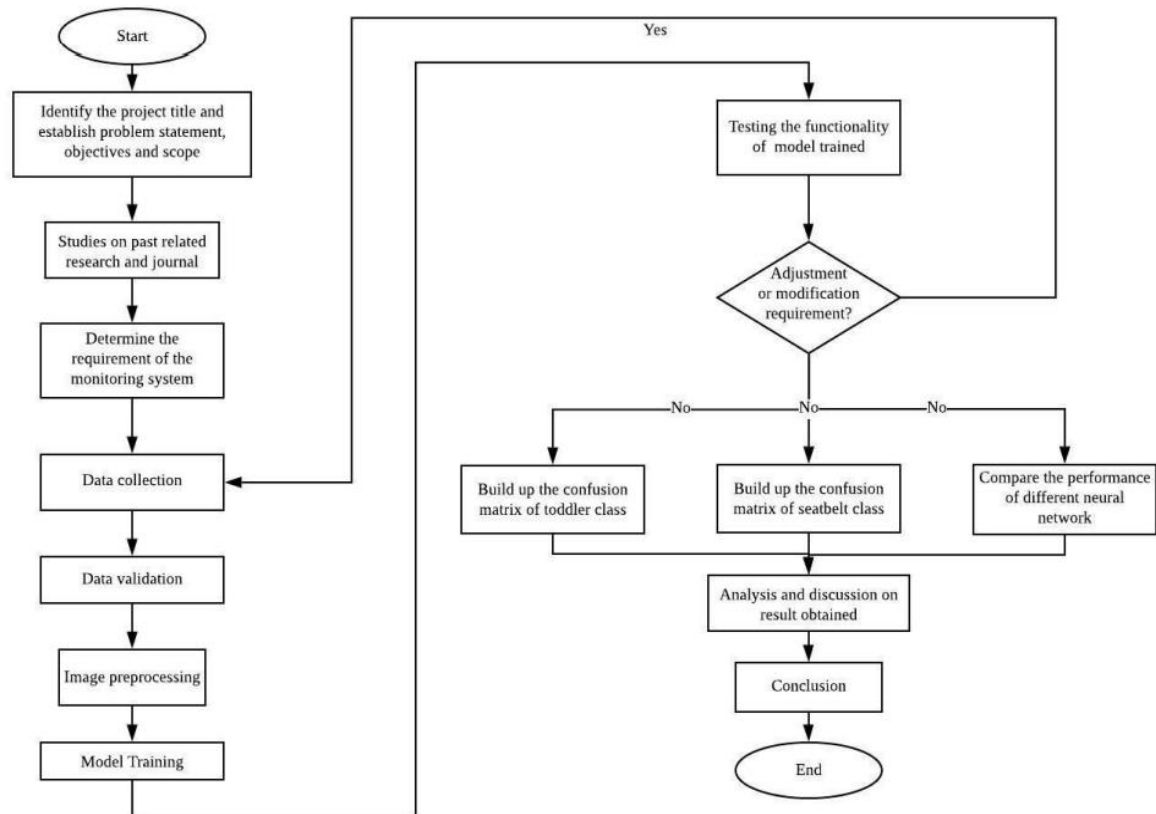 Start
Identify the project title and
establish problem statement,
objectives and scope
Studies on past related
research and journal
Determine the
requirement of the
monitoring system
Data collection
Data validation
Image preprocessing
Model Training
Yes
Testing the functionality
of model trained
Adjustment
or modification
requirement?
No
No
No
Build up the confusion
matrix of toddler class
Build up the confusion
matrix of seatbelt class
Compare the performance
of different neural
network
Analysis and discussion on
result obtained
Conclusion
End